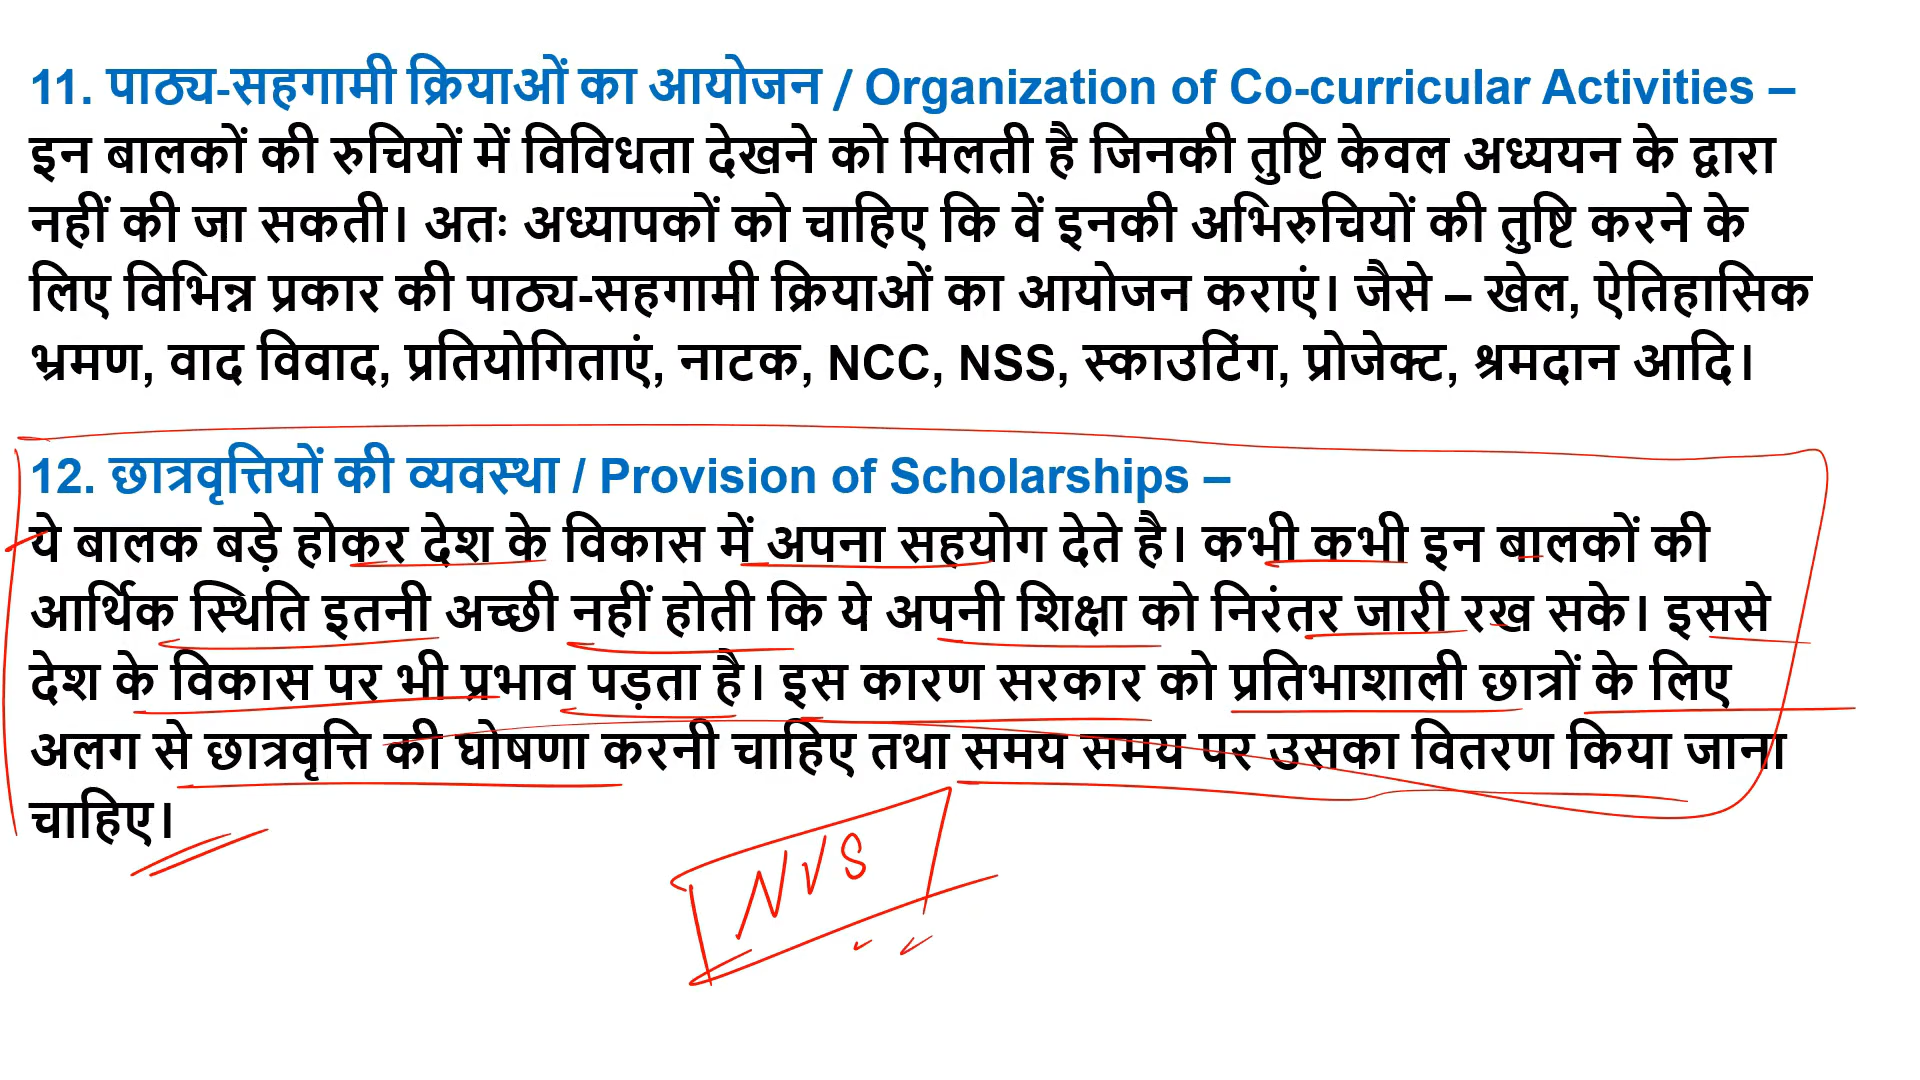 11. पाठ्य-सहगामी क्रियाओं का आयोजन / Organization of Co-curricular Activities –
इन बालकों की रुचियों में विविधता देखने को मिलती है जिनकी तुष्टि केवल अध्ययन के द्वारा
नहीं की जा सकती। अतः अध्यापकों को चाहिए कि वें इनकी अभिरुचियों की तुष्टि करने के
लिए विभिन्न प्रकार की पाठ्य-सहगामी क्रियाओं का आयोजन कराएं। जैसे – खेल, ऐतिहासिक
भ्रमण, वाद विवाद, प्रतियोगिताएं, नाटक, NCC, NSS, स्काउटिंग, प्रोजेक्ट, श्रमदान आदि।
12. छात्रवृत्तियों की व्यवस्था / Provision of Scholarships –
ये बालक बड़े होकर देश के विकास में अपना सहयोग देते है। कभी कभी इन बालकों की
आर्थिक स्थिति इतनी अच्छी नहीं होती कि ये अपनी शिक्षा को निरंतर जारी रख सके। इससे
देश के विकास पर भी प्रभाव पड़ता है। इस कारण सरकार को प्रतिभाशाली छात्रों के लिए
अलग से छात्रवृत्ति की घोषणा करनी चाहिए तथा समय समय पर उसका वितरण किया जाना
चाहिए।
NVS